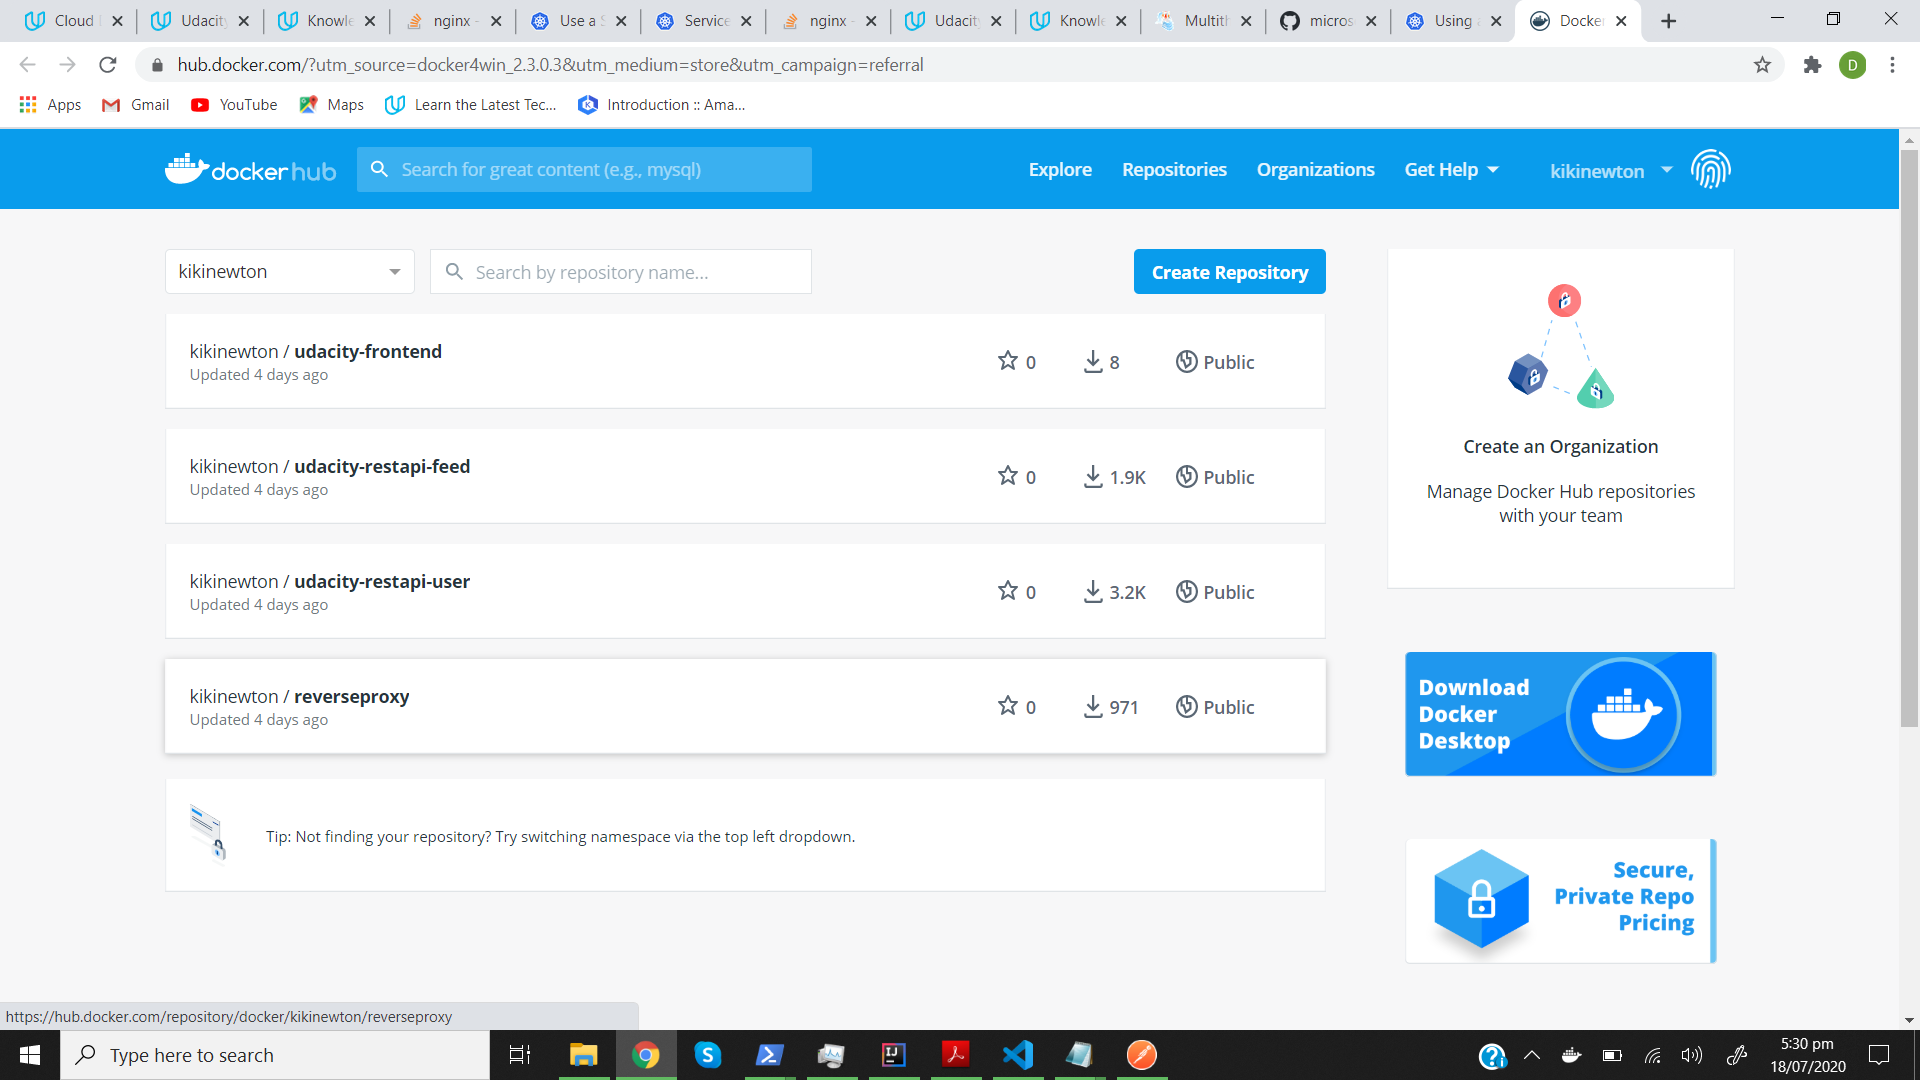 Cloud
Udacity
Knowle
nginx -
Use a S
Service
nginx -
Udacity
Knowle
Multith
micros
Using
Docker
hub.docker.com/?utm_source=docker4win_2.3.0.3&utm_medium=store&utm_campaign=referral
D
Apps
Gmail
YouTube
Maps
Learn the Latest Tec...
Introduction :: Ama...
docker hub
Search for great content (e.g., mysql)
Explore
Repositories
Organizations
Get Help
kikinewton
kikinewton
Search by repository name...
Create Repository
kikinewton / udacity-frontend
Updated 4 days ago
0
8
Public
kikinewton / udacity-restapi-feed
Updated 4 days ago
0
1.9K
Public
kikinewton / udacity-restapi-user
Updated 4 days ago
0
3.2K
Public
kikinewton / reverseproxy
Updated 4 days ago
0
971
Public
Tip: Not finding your repository? Try switching namespace via the top left dropdown.
Create an Organization
Manage Docker Hub repositories
with your team
Download
Docker
Desktop
Secure,
Private Repo
Pricing
https://hub.docker.com/repository/docker/kikinewton/reverseproxy
Type here to search
5:30 pm
18/07/2020